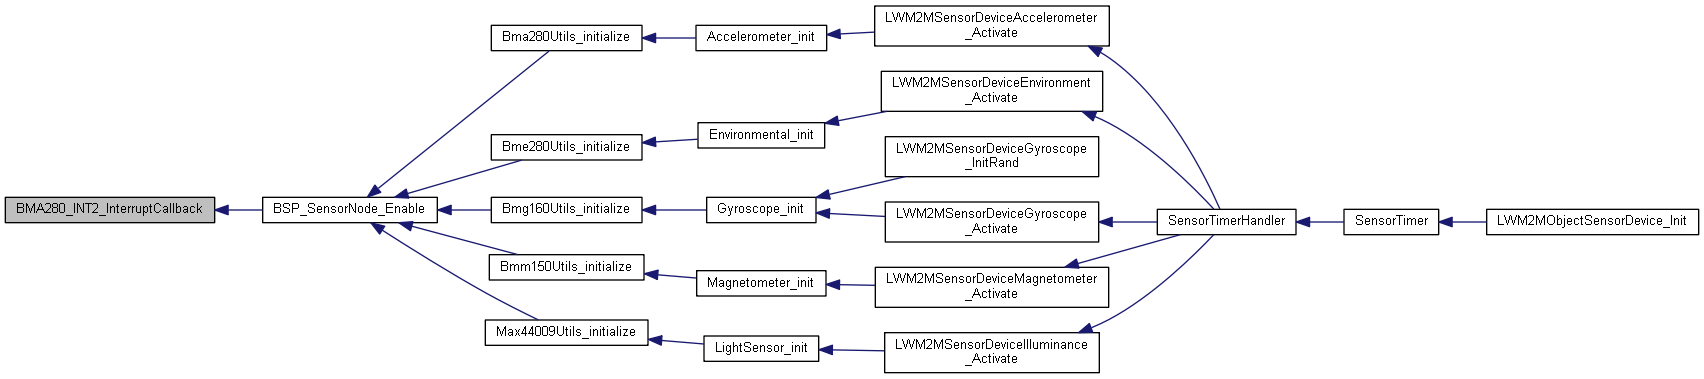 BMA280_INT2_InterruptCallback
BSP_SensorNode_Enable
Bma280Utils_initialize
Accelerometer_init
LWM2MSensorDeviceAccelerometer
_Activate
Bme280Utils_initialize
Environmental_init
LWM2MSensorDeviceEnvironment
_Activate
Bmg160Utils_initialize
Gyroscope_init
LWM2MSensorDeviceGyroscope
_InitRand
LWM2MSensorDeviceGyroscope
_Activate
Bmm150Utils_initialize
Magnetometer_init
LWM2MSensorDeviceMagnetometer
_Activate
Max44009Utils_initialize
LightSensor_init
LWM2MSensorDeviceIlluminance
_Activate
SensorTimerHandler
SensorTimer
LWM2MObjectSensorDevice_Init